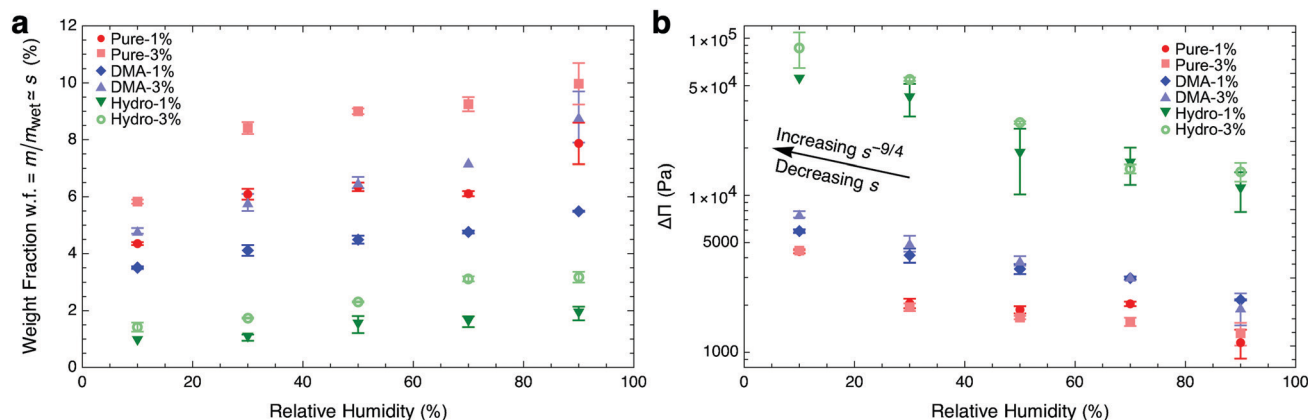 a
Weight Fraction w.f. = m/m_wet ≃ s (%)
12
10
8
6
4
2
0
Pure-1%
Pure-3%
DMA-1%
DMA-3%
Hydro-1%
Hydro-3%
0 20 40 60 80 100
Relative Humidity (%)
b
ΔΠ (Pa)
1×10⁵
5×10⁴
1×10⁴
5000
1000
Pure-1%
Pure-3%
DMA-1%
DMA-3%
Hydro-1%
Hydro-3%
Increasing s⁻⁹/⁴
Decreasing s
0 20 40 60 80 100
Relative Humidity (%)